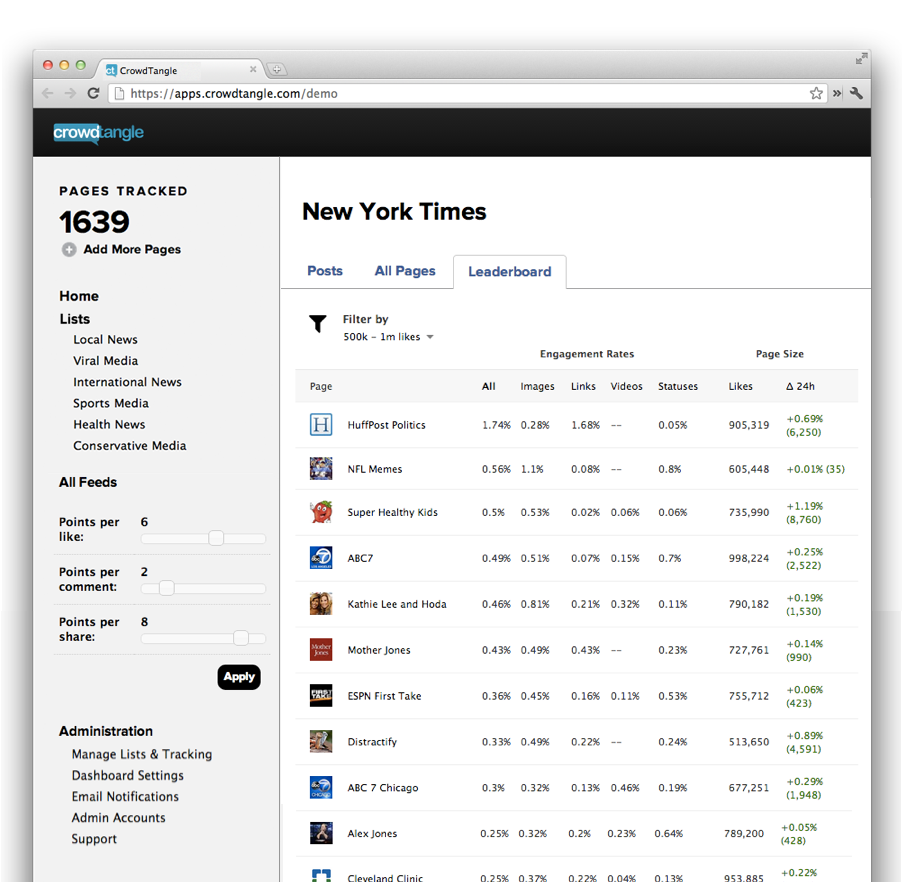 CrowdTangle
https://apps.crowdtangle.com/demo
crowdtangle
PAGES TRACKED
1639
Add More Pages
Home
Lists
Local News
Viral Media
International News
Sports Media
Health News
Conservative Media
All Feeds
Points per like: 6
Points per comment: 2
Points per share: 8
Apply
Administration
Manage Lists & Tracking
Dashboard Settings
Email Notifications
Admin Accounts
Support
New York Times
Posts All Pages Leaderboard
Filter by
500k – 1m likes
Engagement Rates Page Size
Page All Images Links Videos Statuses Likes Δ 24h
HuffPost Politics 1.74% 0.28% 1.68% -- 0.05% 905,319 +0.69% (6,250)
NFL Memes 0.56% 1.1% 0.08% -- 0.8% 605,448 +0.01% (35)
Super Healthy Kids 0.5% 0.53% 0.02% 0.06% 0.06% 735,990 +1.19% (8,760)
ABC7 0.49% 0.51% 0.07% 0.15% 0.7% 998,224 +0.25% (2,522)
Kathie Lee and Hoda 0.46% 0.81% 0.21% 0.32% 0.11% 790,182 +0.19% (1,530)
Mother Jones 0.43% 0.49% 0.43% -- 0.23% 727,761 +0.14% (990)
ESPN First Take 0.36% 0.45% 0.16% 0.11% 0.53% 755,712 +0.06% (423)
Distractify 0.33% 0.49% 0.22% -- 0.24% 513,650 +0.89% (4,591)
ABC 7 Chicago 0.3% 0.32% 0.13% 0.46% 0.19% 677,251 +0.29% (1,948)
Alex Jones 0.25% 0.32% 0.2% 0.23% 0.64% 789,200 +0.05% (428)
Cleveland Clinic 0.25% 0.37% 0.22% 0.04% 0.13% 953,885 +0.22%